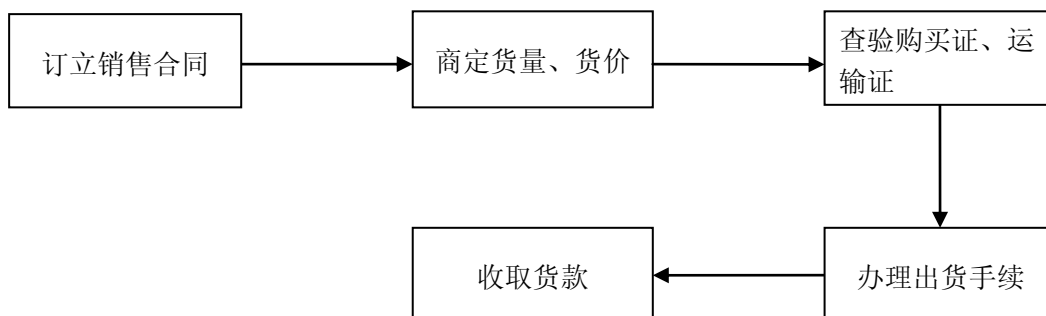 订立销售合同
商定货量、货价
查验购买证、运
输证
办理出货手续
收取货款